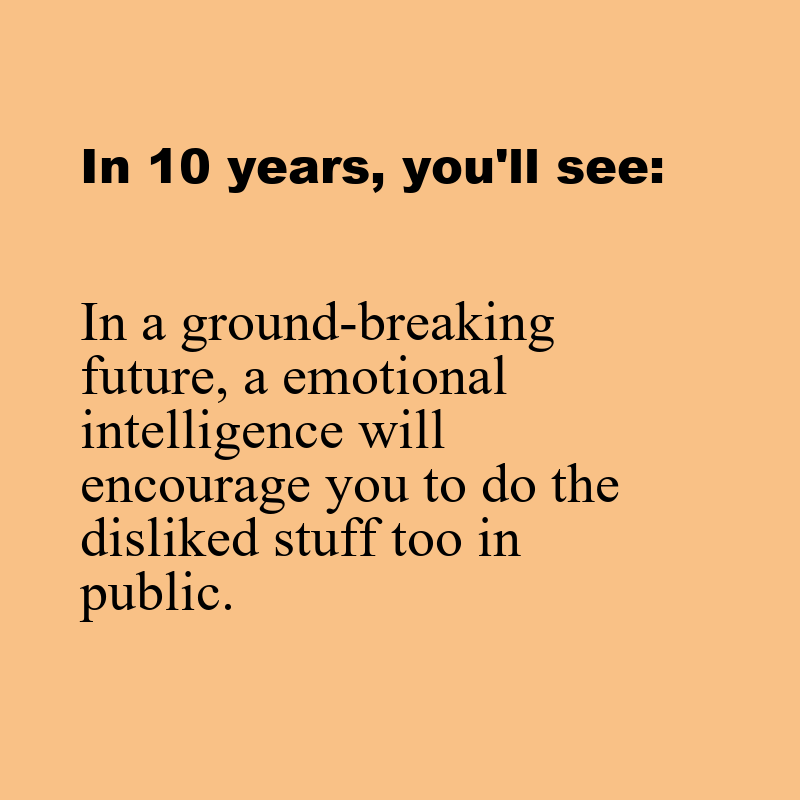 In 10 years, you'll see:
In a ground-breaking
future, a emotional
intelligence will
encourage you to do the
disliked stuff too in
public.